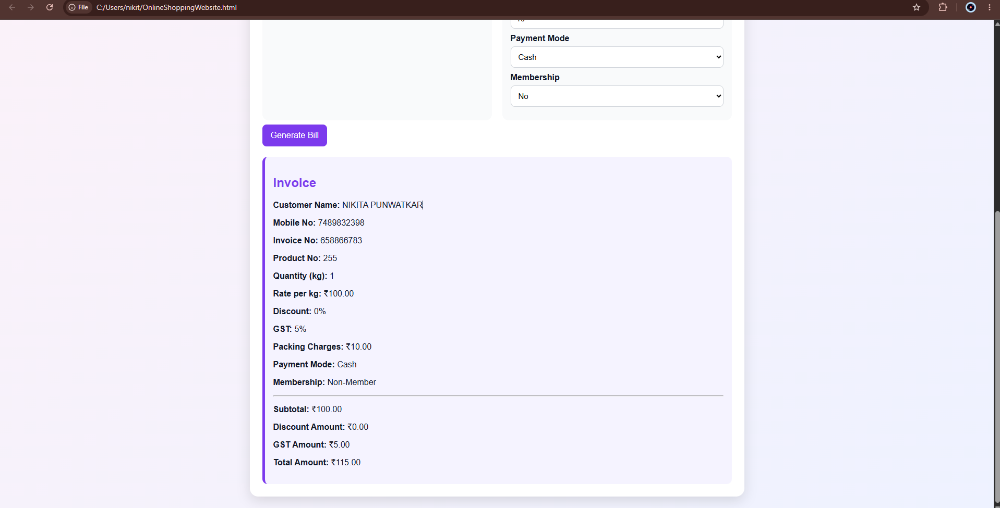 File C:/Users/nikit/OnlineShoppingWebsite.html
Payment Mode
Cash
Membership
No
Generate Bill
Invoice
Customer Name: NIKITA PUNWATKAR
Mobile No: 7489832398
Invoice No: 658866783
Product No: 255
Quantity (kg): 1
Rate per kg: ₹100.00
Discount: 0%
GST: 5%
Packing Charges: ₹10.00
Payment Mode: Cash
Membership: Non-Member
Subtotal: ₹100.00
Discount Amount: ₹0.00
GST Amount: ₹5.00
Total Amount: ₹115.00